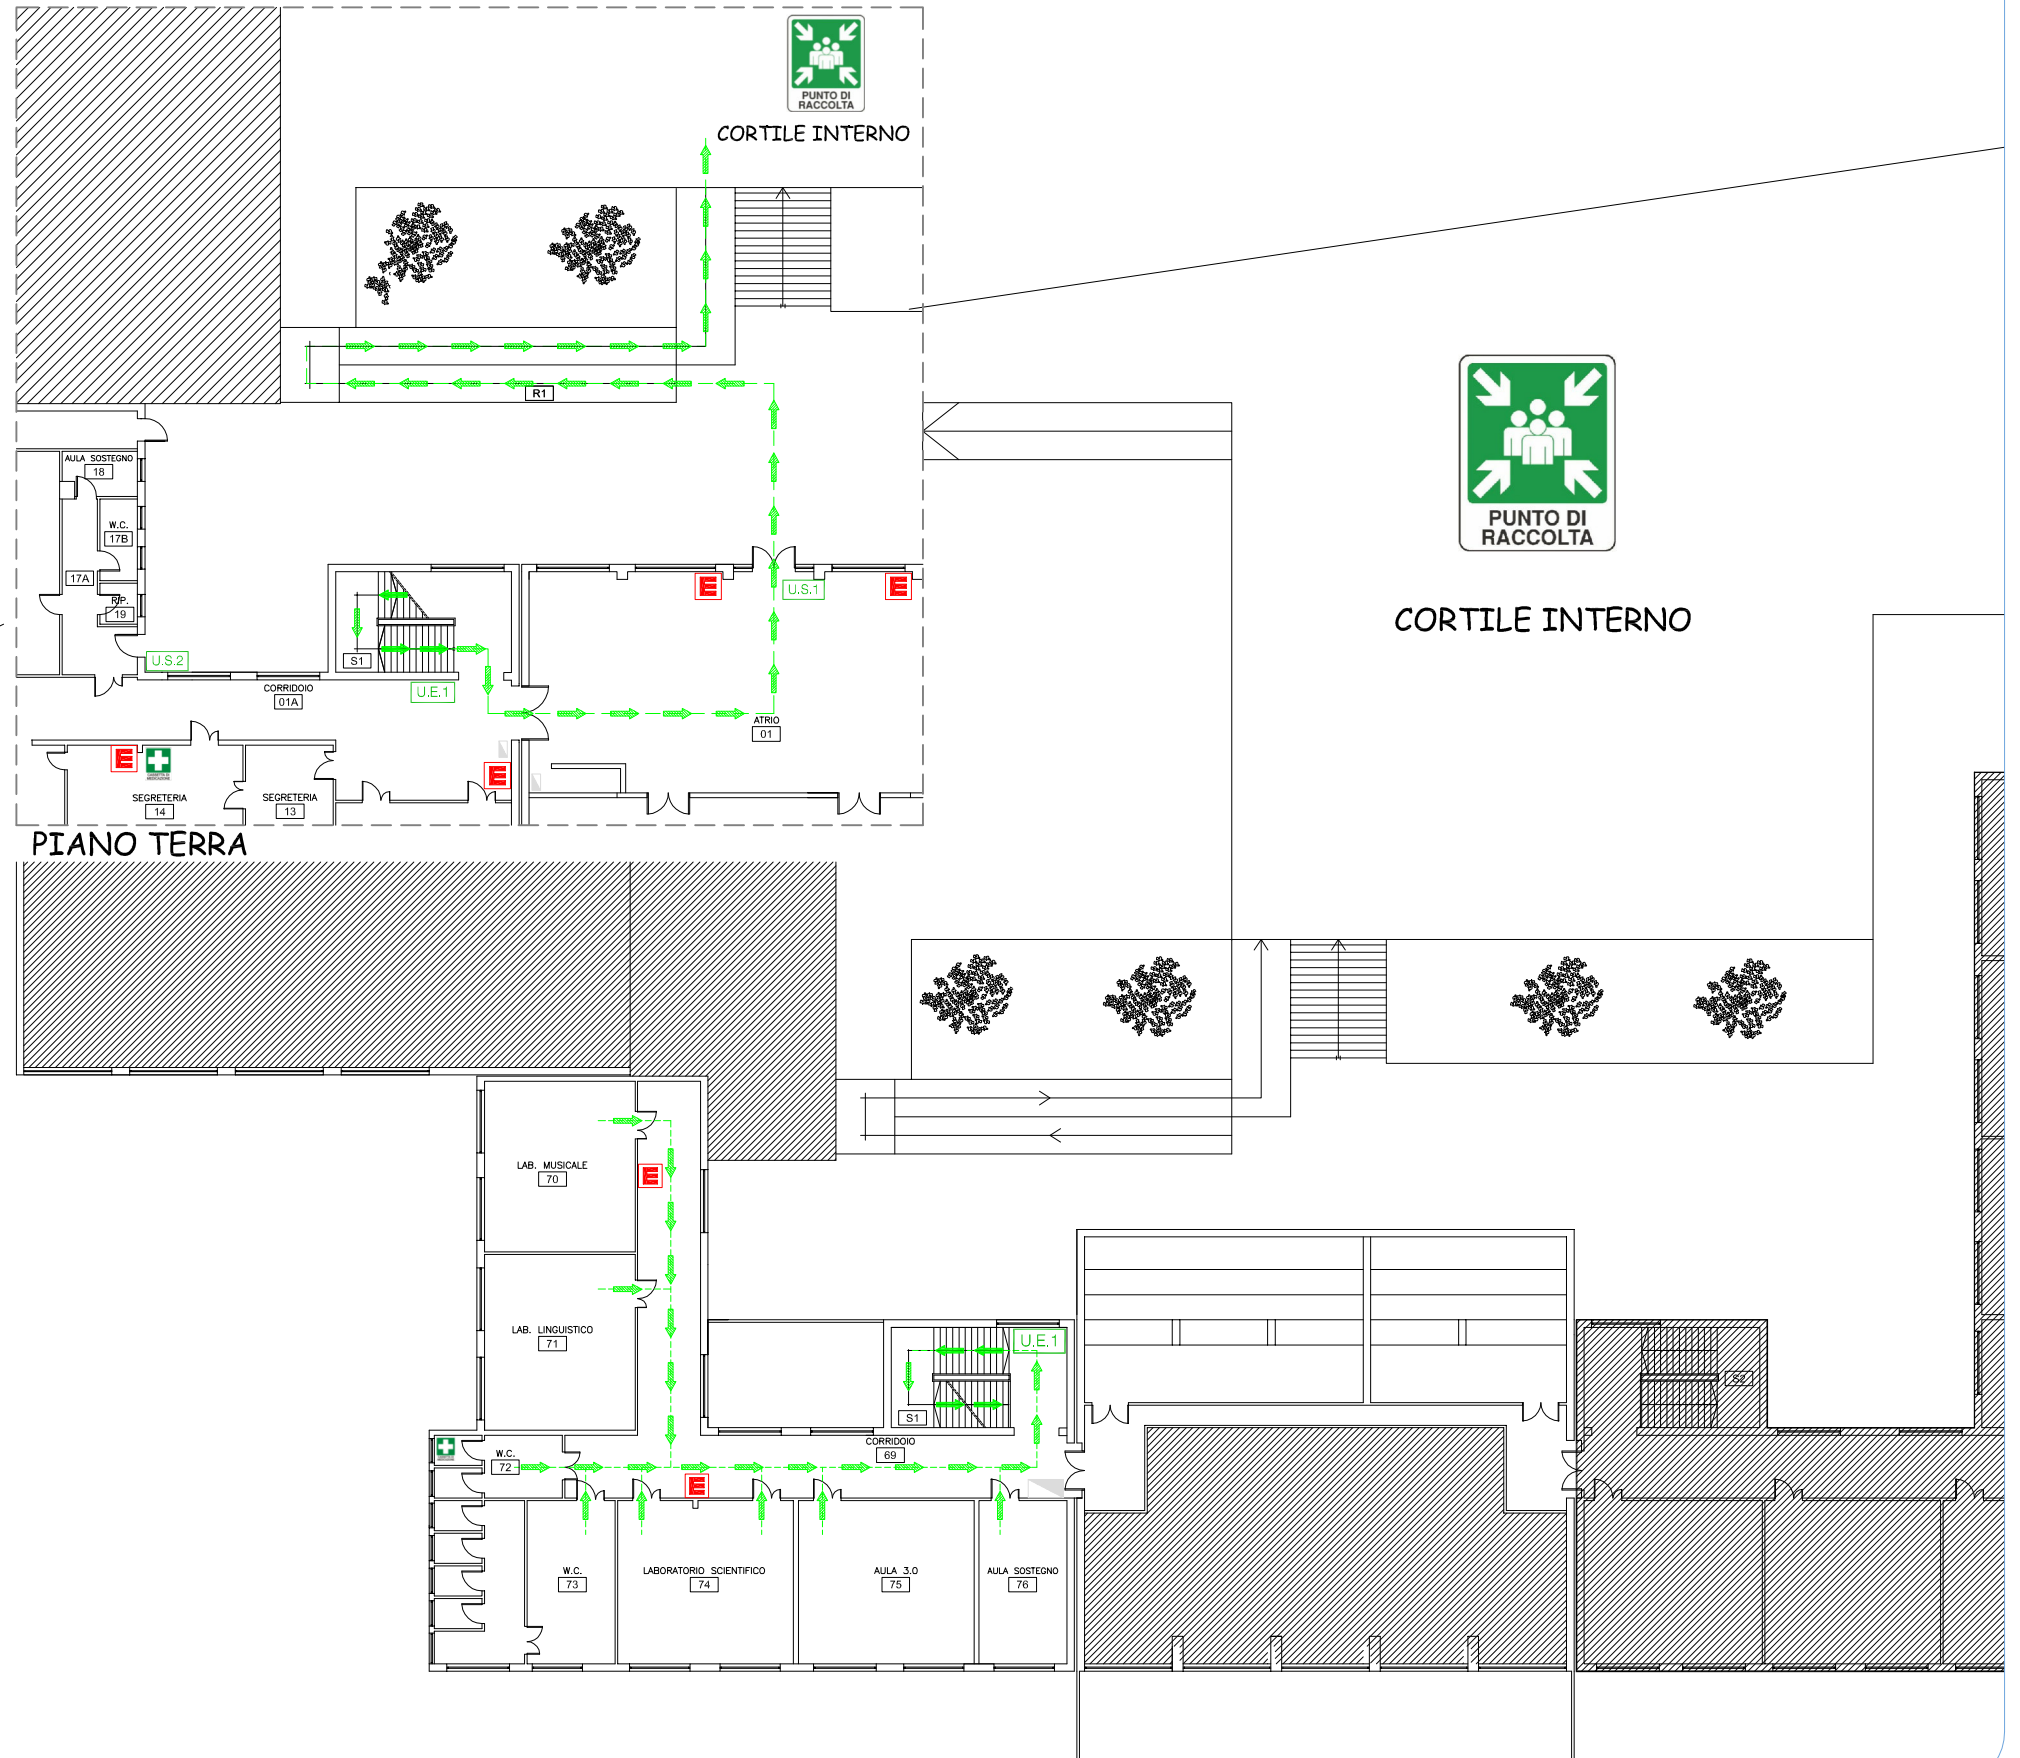 PUNTO DI
RACCOLTA
CORTILE INTERNO
R1
AULA SOSTEGNO
18
W.C.
17B
17A
RIP.
19
U.S.2
S1
U.E.1
CORRIDOIO
01A
U.S.1
ATRIO
01
E
E
E
E
SEGRETERIA
14
SEGRETERIA
13
PIANO TERRA
PUNTO DI
RACCOLTA
CORTILE INTERNO
LAB. MUSICALE
70
E
LAB. LINGUISTICO
71
U.E.1
S1
S2
CORRIDOIO
69
W.C.
72
E
W.C.
73
LABORATORIO SCIENTIFICO
74
AULA 3.0
75
AULA SOSTEGNO
76